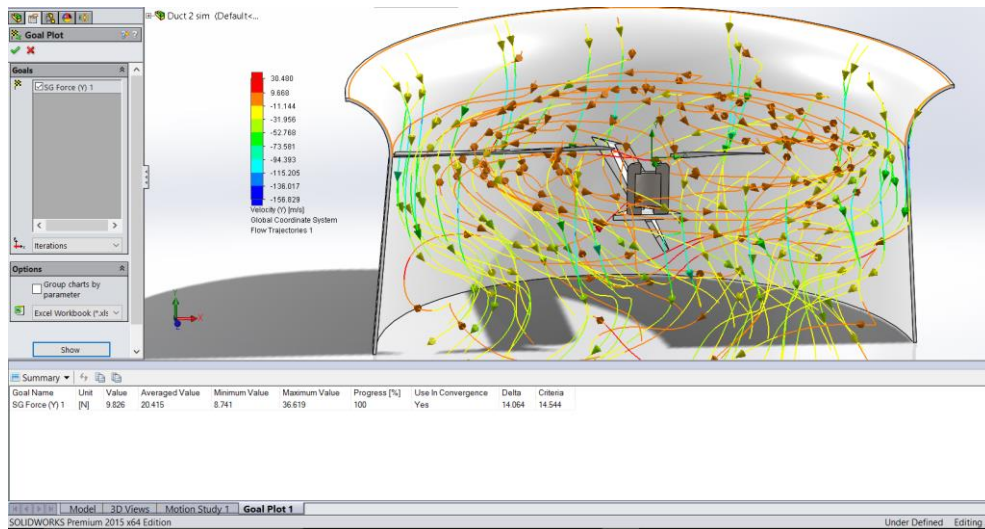 Duct 2 sim (Default<...
Goal Plot
Goals
SG Force (Y) 1
Iterations
Options
Group charts by
parameter
Excel Workbook (*.xls
Show
30.480
9.668
-11.144
-31.956
-52.768
-73.581
-94.393
-115.205
-136.017
-156.829
Velocity (Y) [m/s]
Global Coordinate System
Flow Trajectories 1
Y
X
Summary
Goal Name Unit Value Averaged Value Minimum Value Maximum Value Progress [%] Use In Convergence Delta Criteria
SG Force (Y) 1 [N] 9.826 20.415 8.741 36.619 100 Yes 14.064 14.544
Model 3D Views Motion Study 1 Goal Plot 1
SOLIDWORKS Premium 2015 x64 Edition Under Defined Editing